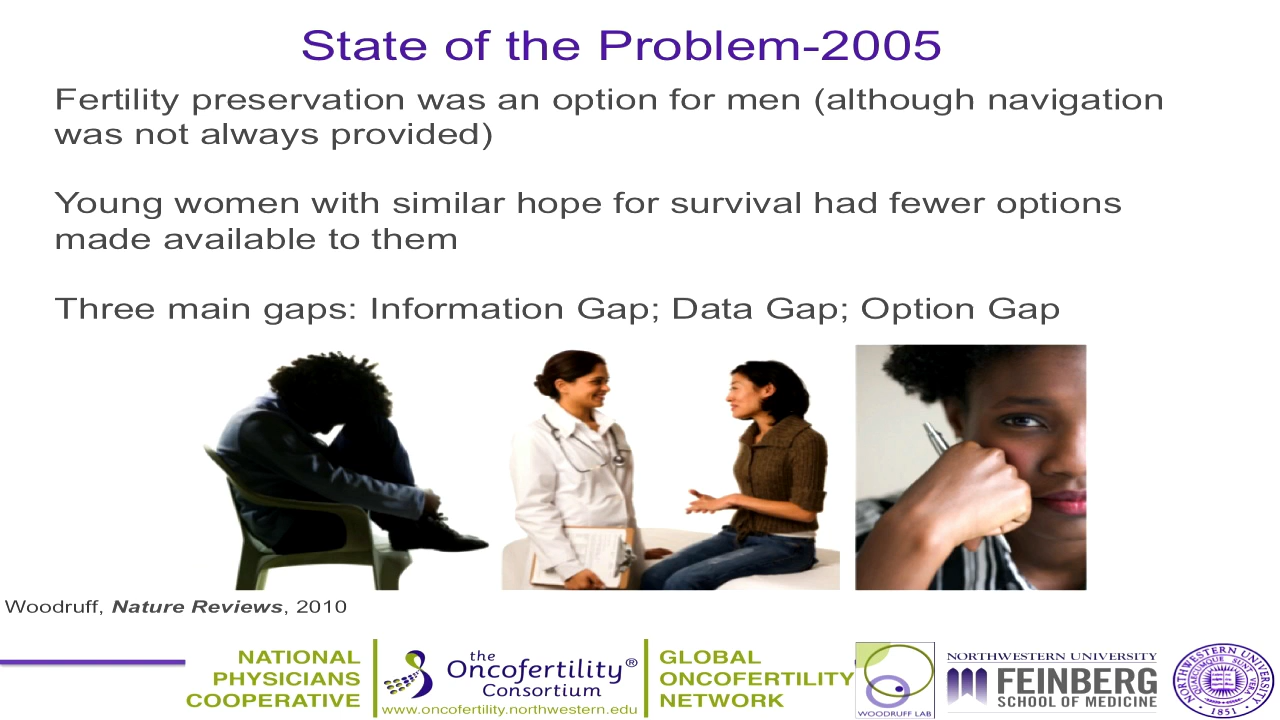 State of the Problem-2005
Fertility preservation was an option for men (although navigation
was not always provided)
Young women with similar hope for survival had fewer options
made available to them
Three main gaps: Information Gap; Data Gap; Option Gap
Woodruff, Nature Reviews, 2010
NATIONAL
PHYSICIANS
COOPERATIVE
the
Oncofertility®
Consortium
www.oncofertility.northwestern.edu
GLOBAL
ONCOFERTILITY
NETWORK
WOODRUFF LAB
NORTHWESTERN UNIVERSITY
FEINBERG
SCHOOL OF MEDICINE
NORTHWESTERN UNIVERSITY
1851